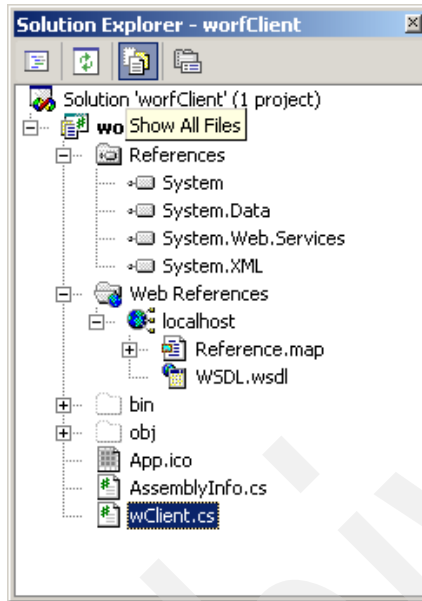 Solution Explorer - worfClient
Solution 'worfClient' (1 project)
wo
Show All Files
References
System
System.Data
System.Web.Services
System.XML
Web References
localhost
Reference.map
WSDL.wsdl
bin
obj
App.ico
AssemblyInfo.cs
wClient.cs